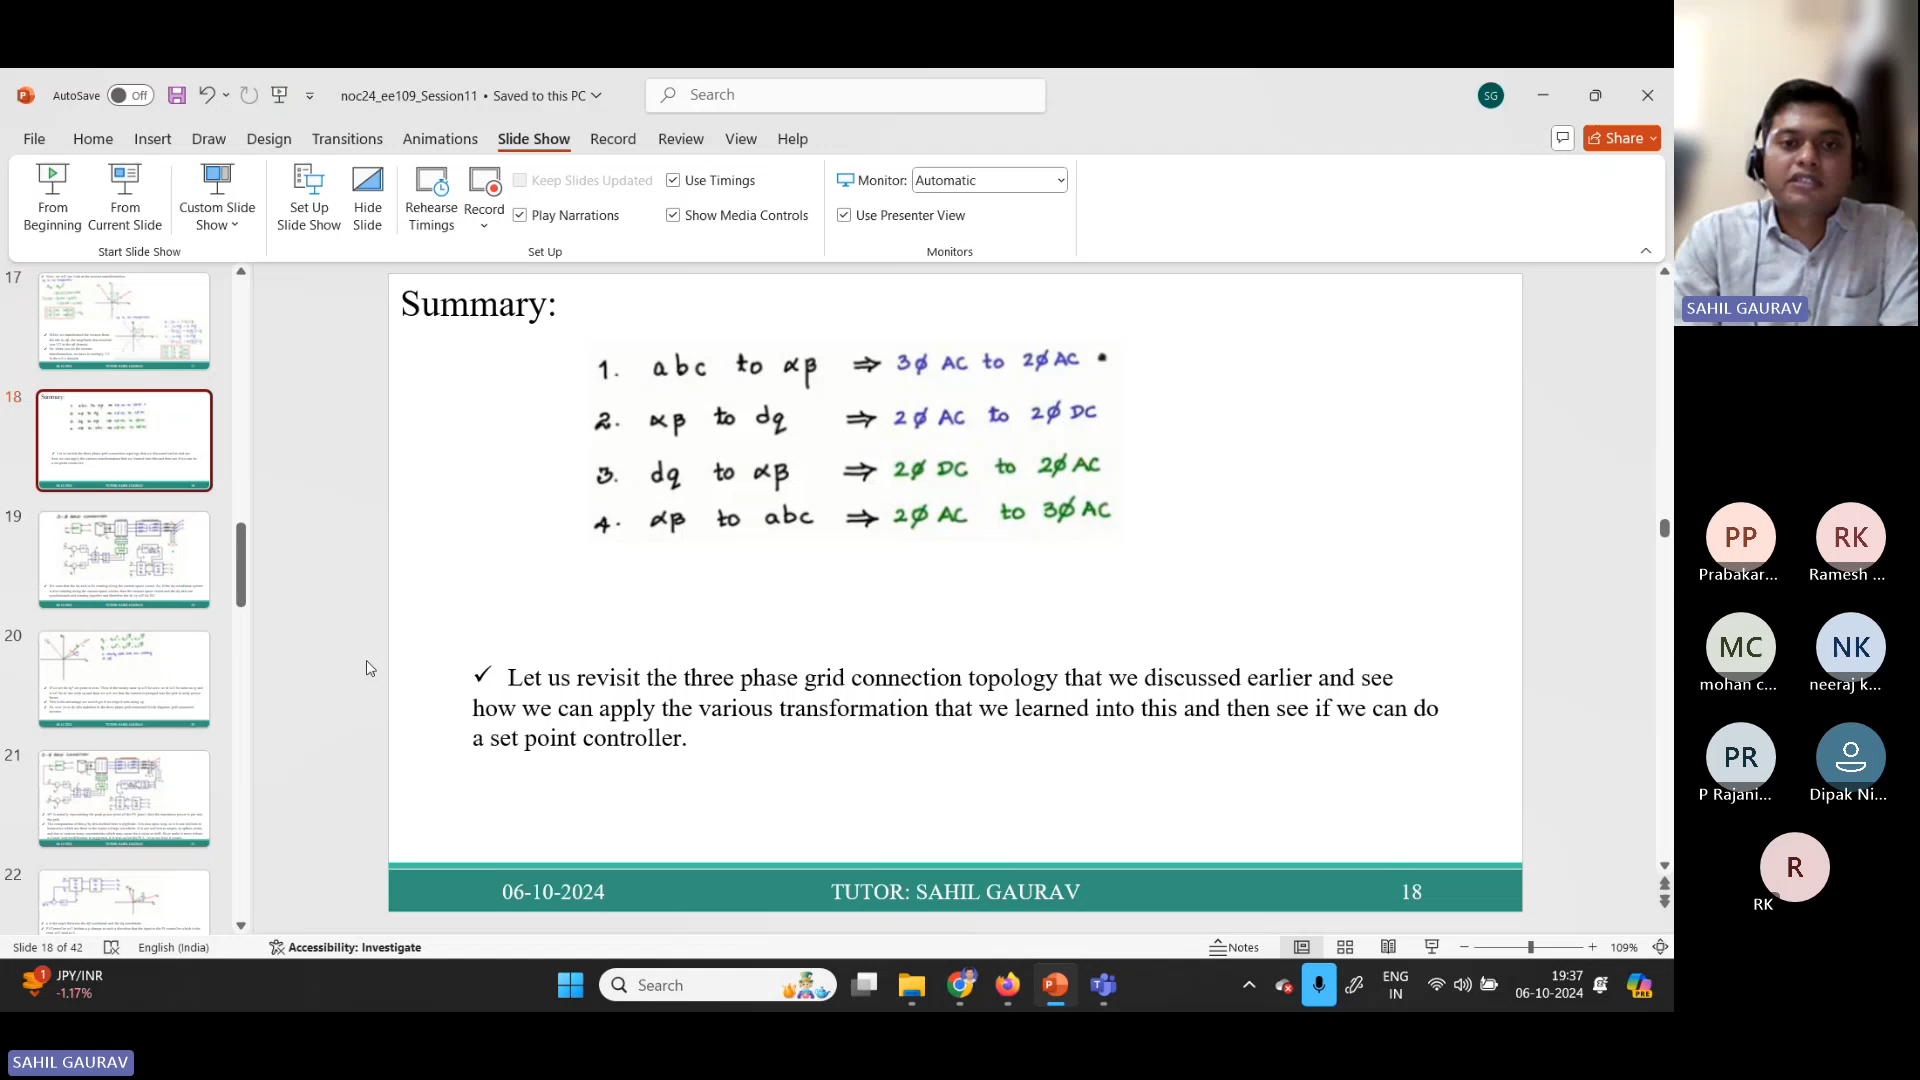 AutoSave Off noc24_ee109_Session11 • Saved to this PC Search SG
File Home Insert Draw Design Transitions Animations Slide Show Record Review View Help Share
From Beginning
From Current Slide
Custom Slide Show
Start Slide Show
Set Up Slide Show
Hide Slide
Rehearse Timings
Record
Keep Slides Updated
Use Timings
Play Narrations
Show Media Controls
Set Up
Monitor: Automatic
Use Presenter View
Monitors
SAHIL GAURAV
17
18
19
20
21
22
Summary:
1. abc to αβ ⇒ 3ϕ AC to 2ϕ AC •
2. αβ to dq ⇒ 2ϕ AC to 2ϕ DC
3. dq to αβ ⇒ 2ϕ DC to 2ϕ AC
4. αβ to abc ⇒ 2ϕ AC to 3ϕ AC
✓ Let us revisit the three phase grid connection topology that we discussed earlier and see
how we can apply the various transformation that we learned into this and then see if we can do
a set point controller.
06-10-2024 TUTOR: SAHIL GAURAV 18
PP RK
Prabakar... Ramesh ...
MC NK
mohan c... neeraj k...
PR
P Rajani... Dipak Ni...
R
RK
Slide 18 of 42 English (India) Accessibility: Investigate Notes 109%
1 JPY/INR
-1.17%
Search
ENG
IN
19:37
06-10-2024
PRE
SAHIL GAURAV